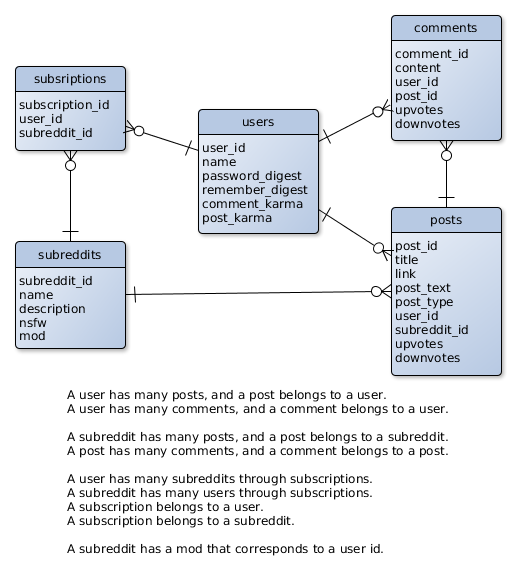 comments
comment_id
content
user_id
post_id
upvotes
downvotes
subsriptions
subscription_id
user_id
subreddit_id
users
user_id
name
password_digest
remember_digest
comment_karma
post_karma
posts
post_id
title
link
post_text
post_type
user_id
subreddit_id
upvotes
downvotes
subreddits
subreddit_id
name
description
nsfw
mod
A user has many posts, and a post belongs to a user.
A user has many comments, and a comment belongs to a user.
A subreddit has many posts, and a post belongs to a subreddit.
A post has many comments, and a comment belongs to a post.
A user has many subreddits through subscriptions.
A subreddit has many users through subscriptions.
A subscription belongs to a user.
A subscription belongs to a subreddit.
A subreddit has a mod that corresponds to a user id.